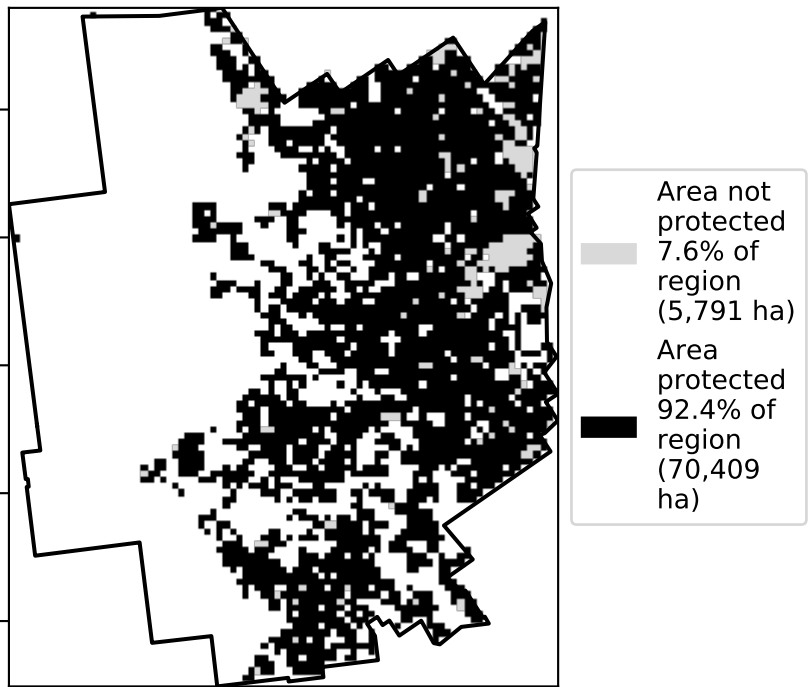 Area not
protected
7.6% of
region
(5,791 ha)
Area
protected
92.4% of
region
(70,409
ha)